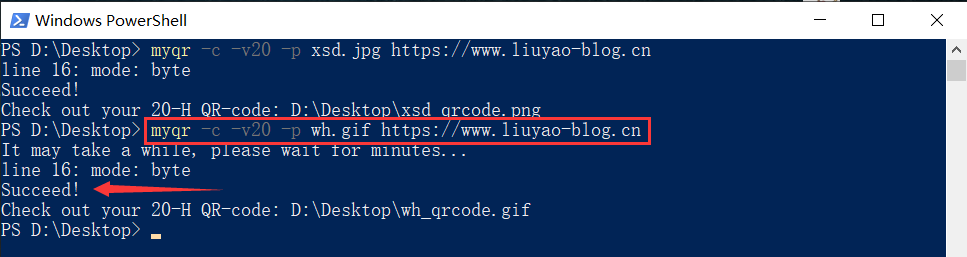 Windows PowerShell
PS D:\Desktop> myqr -c -v20 -p xsd.jpg https://www.liuyao-blog.cn
line 16: mode: byte
Succeed!
Check out your 20-H QR-code: D:\Desktop\xsd_qrcode.png
PS D:\Desktop> myqr -c -v20 -p wh.gif https://www.liuyao-blog.cn
It may take a while, please wait for minutes...
line 16: mode: byte
Succeed!
Check out your 20-H QR-code: D:\Desktop\wh_qrcode.gif
PS D:\Desktop>